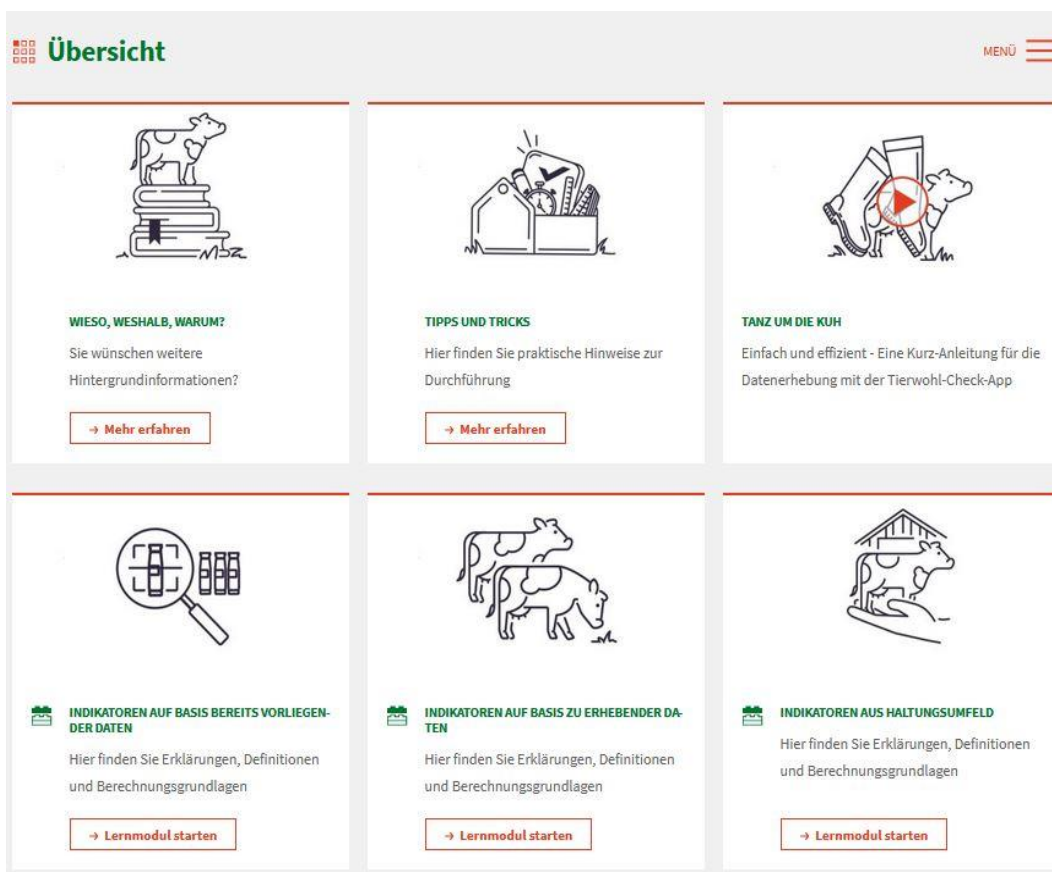 Übersicht
MENÜ
WIESO, WESHALB, WARUM?
Sie wünschen weitere
Hintergrundinformationen?
→ Mehr erfahren
TIPPS UND TRICKS
Hier finden Sie praktische Hinweise zur
Durchführung
→ Mehr erfahren
TANZ UM DIE KUH
Einfach und effizient - Eine Kurz-Anleitung für die
Datenerhebung mit der Tierwohl-Check-App
INDIKATOREN AUF BASIS BEREITS VORLIEGEN-
DER DATEN
Hier finden Sie Erklärungen, Definitionen
und Berechnungsgrundlagen
→ Lernmodul starten
INDIKATOREN AUF BASIS ZU ERHEBENDER DA-
TEN
Hier finden Sie Erklärungen, Definitionen
und Berechnungsgrundlagen
→ Lernmodul starten
INDIKATOREN AUS HALTUNGSUMFELD
Hier finden Sie Erklärungen, Definitionen
und Berechnungsgrundlagen
→ Lernmodul starten